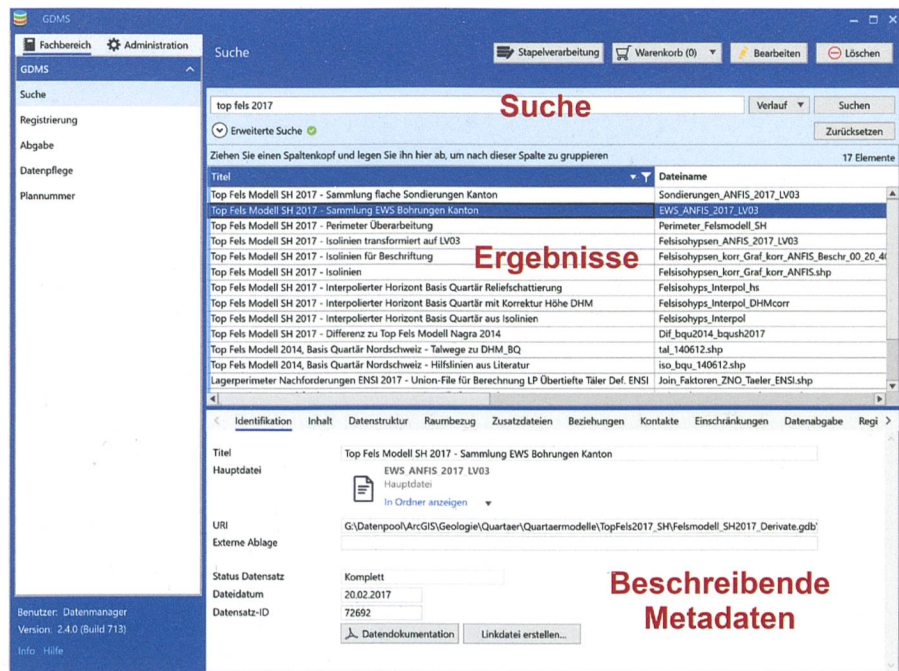 GDMS
Fachbereich Administration
GDMS
Suche
Registrierung
Abgabe
Datenpflege
Plannummer
Benutzer: Datenmanager
Version: 2.4.0 (Build 713)
Info Hilfe
Suche
Stapelverarbeitung Warenkorb (0) Bearbeiten Löschen
top fels 2017 Suche Verlauf Suchen
Erweiterte Suche Zurücksetzen
Ziehen Sie einen Spaltenkopf und legen Sie ihn hier ab, um nach dieser Spalte zu gruppieren 17 Elemente
Titel Dateiname
Top Fels Modell SH 2017 - Sammlung flache Sondierungen Kanton Sondierungen_ANFIS_2017_LV03
Top Fels Modell SH 2017 - Sammlung EWS Bohrungen Kanton EWS_ANFIS_2017_LV03
Top Fels Modell SH 2017 - Perimeter Überarbeitung Perimeter_Felsmodell_SH
Top Fels Modell SH 2017 - Isolinien transformiert auf LV03 Felsisohypsen_ANFIS_2017_LV03
Top Fels Modell SH 2017 - Isolinien für Beschriftung Felsisohypsen_korr_Graf_korr_ANFIS_Beschr_00_20_40
Ergebnisse
Top Fels Modell SH 2017 - Isolinien Felsisohypsen_korr_Graf_korr_ANFIS.shp
Top Fels Modell SH 2017 - Interpolierter Horizont Basis Quartär Reliefschattierung Felsisohyps_Interpol_hs
Top Fels Modell SH 2017 - Interpolierter Horizont Basis Quartär mit Korrektur Höhe DHM Felsisohyps_Interpol_DHMcorr
Top Fels Modell SH 2017 - Interpolierter Horizont Basis Quartär aus Isolinien Felsisohyps_Interpol
Top Fels Modell SH 2017 - Differenz zu Top Fels Modell Nagra 2014 Dif_bqu2014_bqush2017
Top Fels Modell 2014, Basis Quartär Nordschweiz - Talwege zu DHM_BQ tal_140612.shp
Top Fels Modell 2014, Basis Quartär Nordschweiz - Hilfslinien aus Literatur iso_bqu_140612.shp
Lagerperimeter Nachforderungen ENSI 2017 - Union-File für Berechnung LP Übertiefte Täler Def. ENSI Join_Faktoren_ZNO_Taeler_ENSI.shp
Identifikation Inhalt Datenstruktur Raumbezug Zusatzdateien Beziehungen Kontakte Einschränkungen Datenabgabe Regi
Titel Top Fels Modell SH 2017 - Sammlung EWS Bohrungen Kanton
Hauptdatei EWS_ANFIS_2017_LV03
Hauptdatei
In Ordner anzeigen
URI G:\Datenpool\ArcGIS\Geologie\Quartaer\Quartaermodelle\TopFels2017_SH\Felsmodell_SH2017_Derivate.gdb\
Externe Ablage
Status Datensatz Komplett
Dateidatum 20.02.2017
Datensatz-ID 72692
Beschreibende
Metadaten
Datendokumentation Linkdatei erstellen...